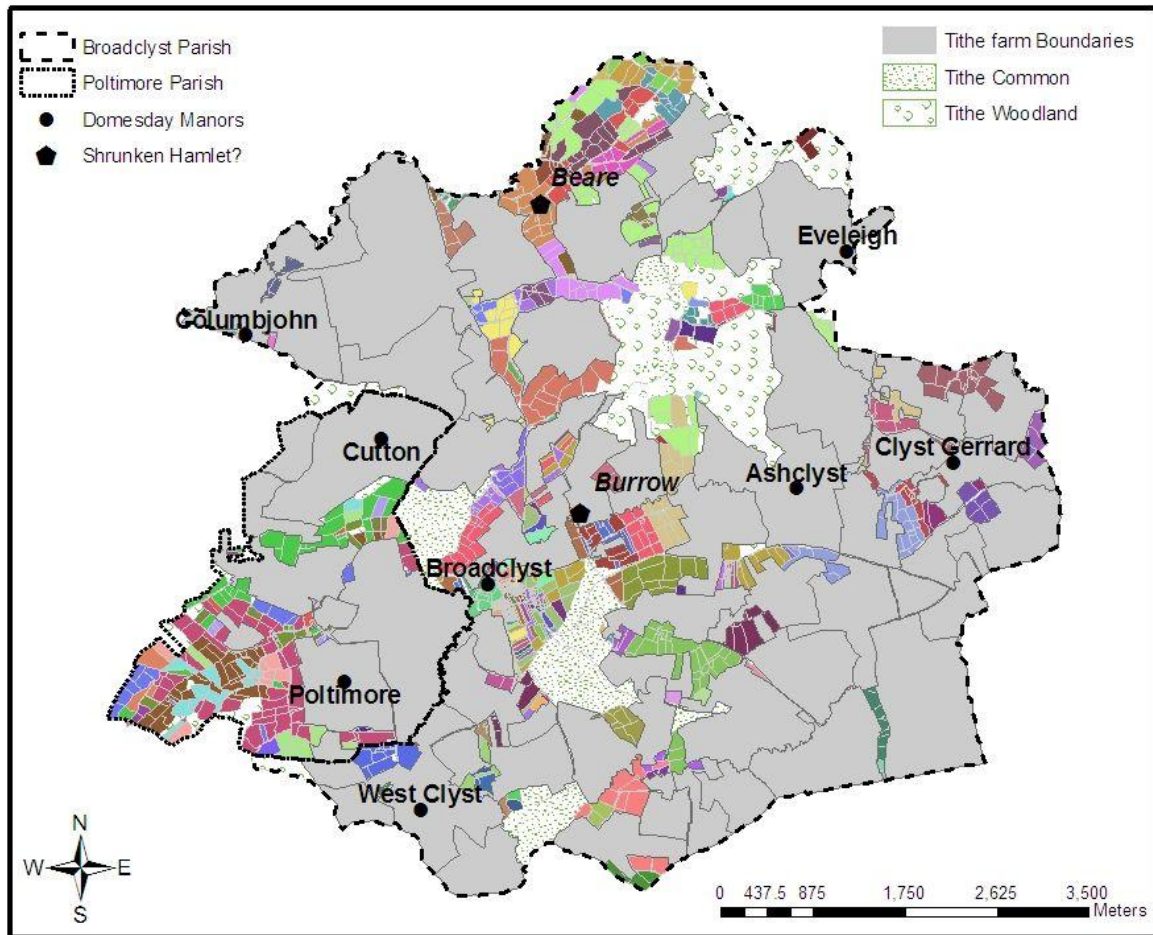 Broadclyst Parish
Poltimore Parish
Domesday Manors
Shrunken Hamlet?
Tithe farm Boundaries
Tithe Common
Tithe Woodland
Beare
Eveleigh
Columbjohn
Cutton
Clyst Gerrard
Ashclyst
Burrow
Broadclyst
Poltimore
West Clyst
N
W E
S
0 437.5 875 1,750 2,625 3,500
Meters